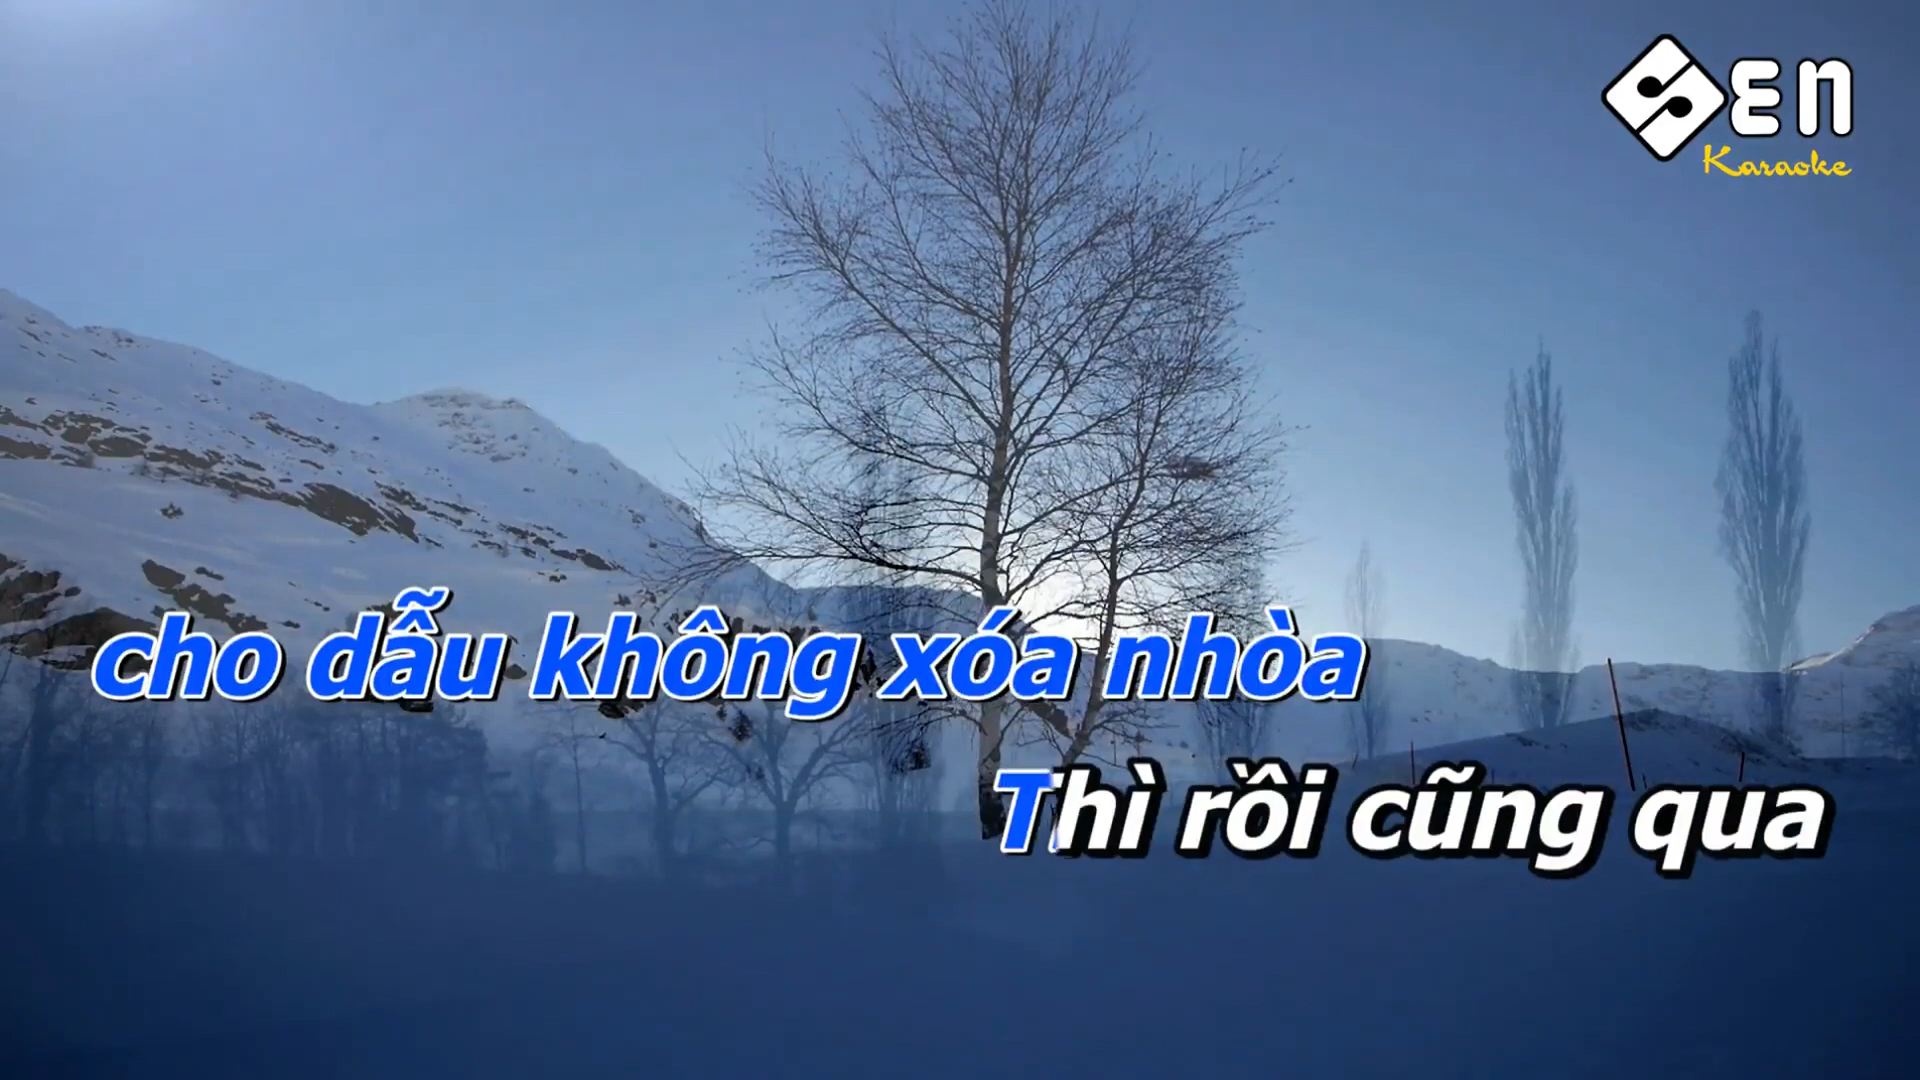 Sen
Karaoke
cho dẫu không xóa nhòa
Thì rồi cũng qua